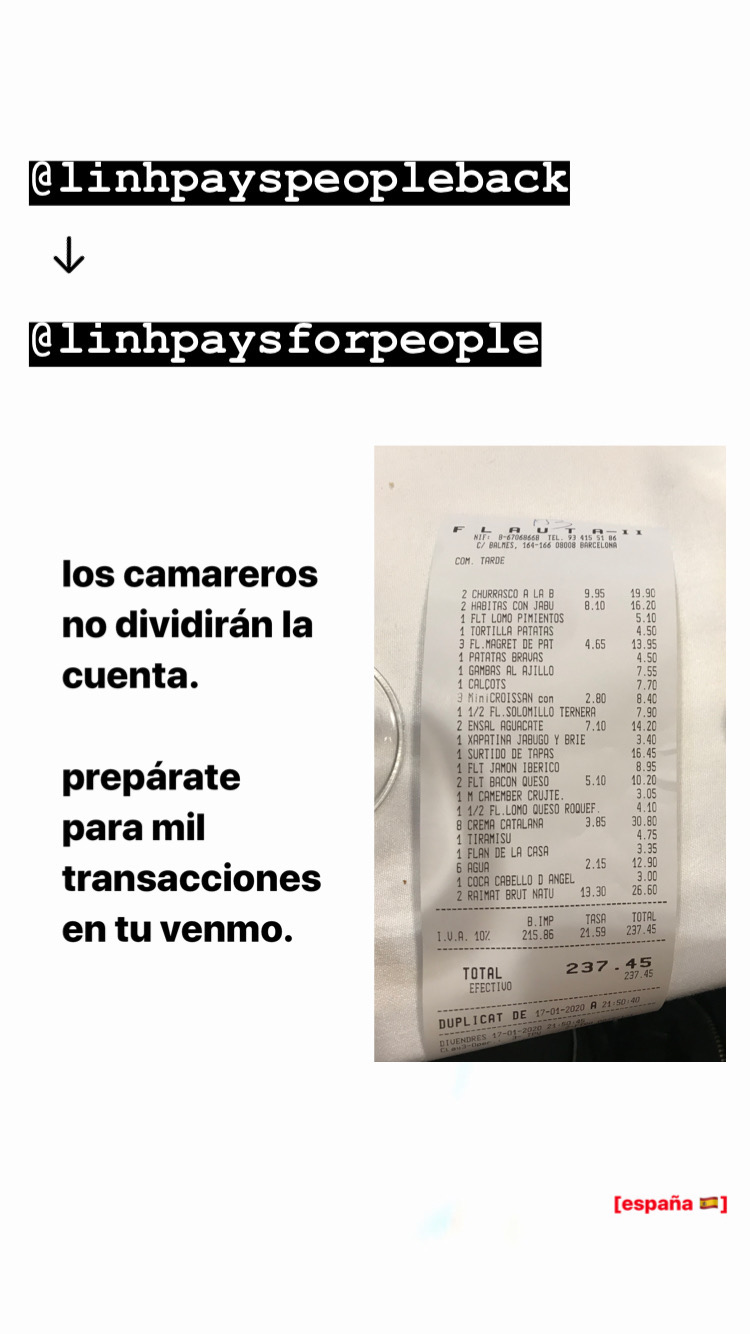 @linhpayspeopleback
↓
@linhpaysforpeople
los camareros
no dividirán la
cuenta.
prepárate
para mil
transacciones
en tu venmo.
F L A U T A-II
NIF: B-67068668 TEL. 93 415 51 86
C/ BALMES, 164-166 08008 BARCELONA
COM. TARDE
2 CHURRASCO A LA B 9.95 19.90
2 HABITAS CON JABU 8.10 16.20
1 FLT LOMO PIMIENTOS 5.10
1 TORTILLA PATATAS 4.50
3 FL.MAGRET DE PAT 4.65 13.95
1 PATATAS BRAVAS 4.50
1 GAMBAS AL AJILLO 7.55
1 CALÇOTS 7.70
3 MiniCROISSAN con 2.80 8.40
1 1/2 FL.SOLOMILLO TERNERA 7.90
2 ENSAL AGUACATE 7.10 14.20
1 XAPATINA JABUGO Y BRIE 3.40
1 SURTIDO DE TAPAS 16.45
1 FLT JAMON IBERICO 8.95
2 FLT BACON QUESO 5.10 10.20
1 M CAMEMBER CRUJTE. 3.05
1 1/2 FL.LOMO QUESO ROQUEF. 4.10
8 CREMA CATALANA 3.85 30.80
1 TIRAMISU 4.75
1 FLAN DE LA CASA 3.35
6 AGUA 2.15 12.90
1 COCA CABELLO D ANGEL 3.00
2 RAIMAT BRUT NATU 13.30 26.60
B.IMP TASA TOTAL
I.V.A. 10% 215.86 21.59 237.45
TOTAL 237.45
EFECTIVO 237.45
DUPLICAT DE 17-01-2020 A 21:50:40
DIVENDRES 17-01-2020
[españa 🇪🇸]